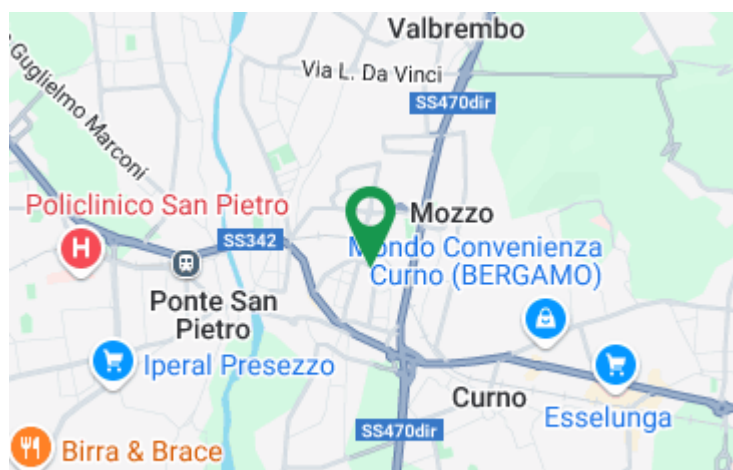 Valbrembo
Via L. Da Vinci
SS470dir
Guglielmo Marconi
Policlinico San Pietro
H
SS342
Mozzo
Mondo Convenienza
Curno (BERGAMO)
Ponte San
Pietro
Iperal Presezzo
Curno
Esselunga
SS470dir
Birra & Brace